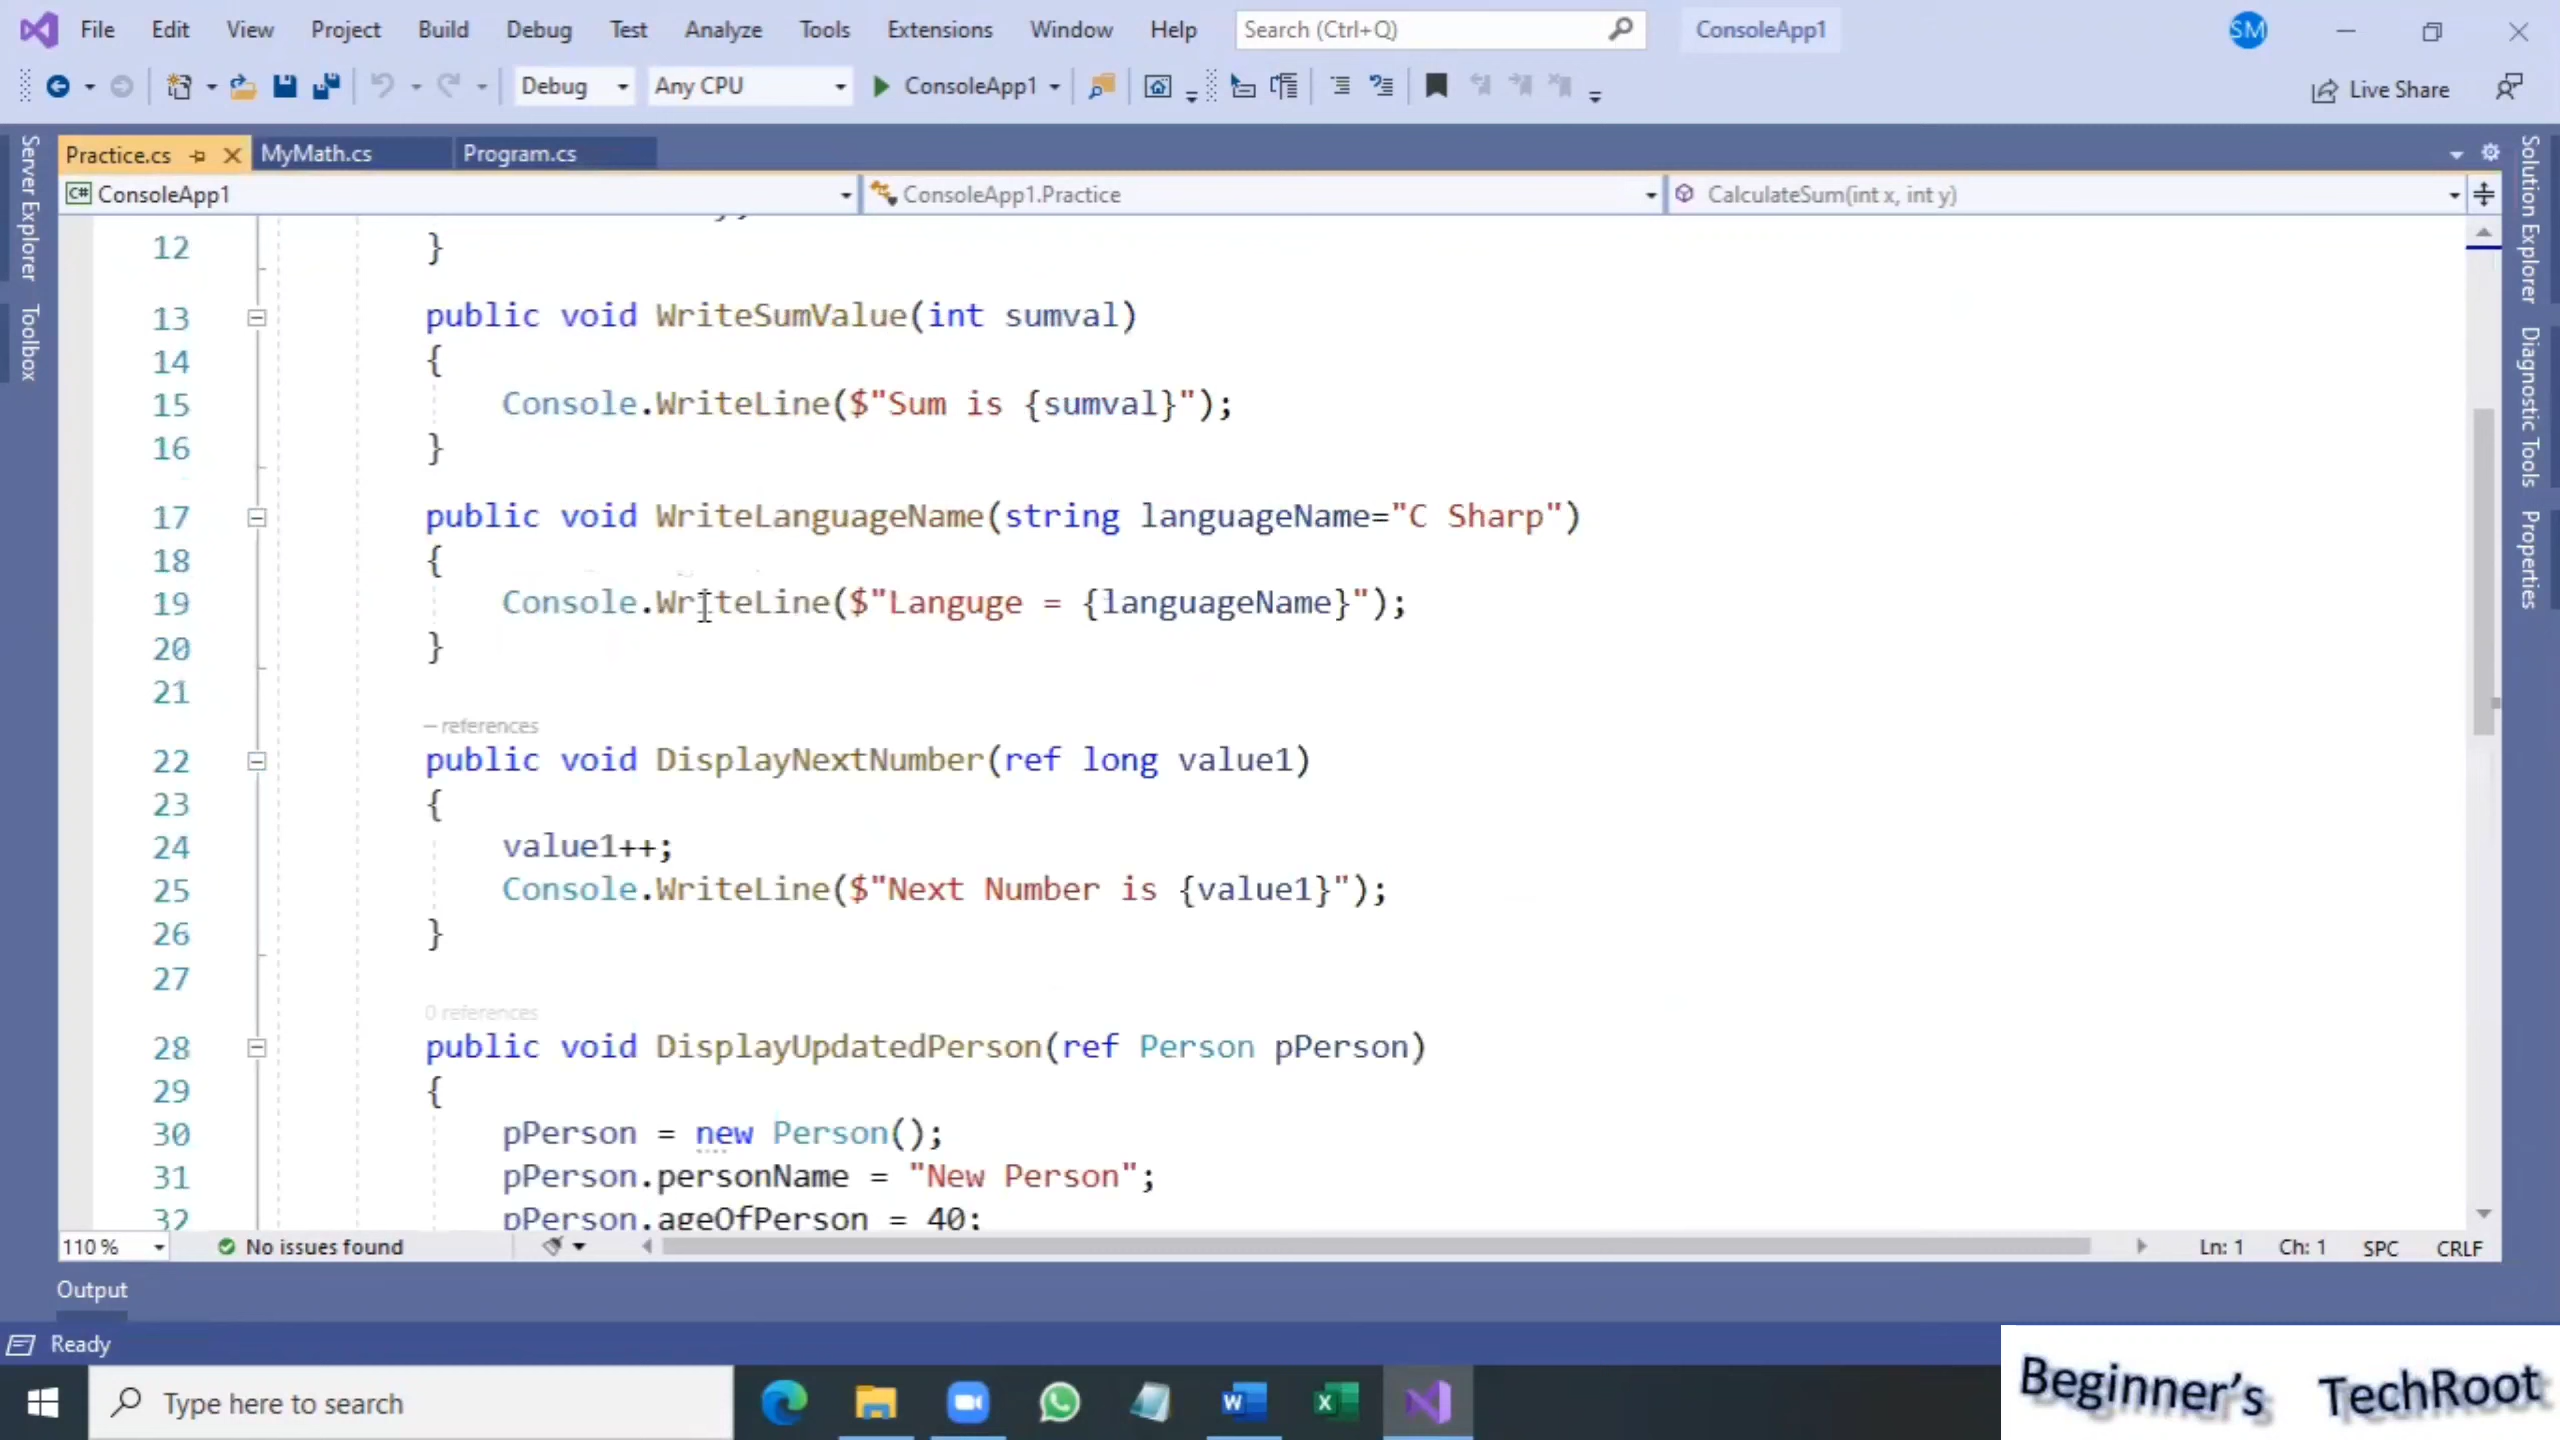 File Edit View Project Build Debug Test Analyze Tools Extensions Window Help Search (Ctrl+Q) ConsoleApp1 SM
Debug Any CPU ConsoleApp1 Live Share
Practice.cs MyMath.cs Program.cs
C# ConsoleApp1 ConsoleApp1.Practice CalculateSum(int x, int y)
Server Explorer
Toolbox
Solution Explorer
Diagnostic Tools
Properties
12 }
13 public void WriteSumValue(int sumval)
14 {
15 Console.WriteLine($"Sum is {sumval}");
16 }
17 public void WriteLanguageName(string languageName="C Sharp")
18 {
19 Console.WriteLine($"Languge = {languageName}");
20 }
21
– references
22 public void DisplayNextNumber(ref long value1)
23 {
24 value1++;
25 Console.WriteLine($"Next Number is {value1}");
26 }
27
0 references
28 public void DisplayUpdatedPerson(ref Person pPerson)
29 {
30 pPerson = new Person();
31 pPerson.personName = "New Person";
32 pPerson.ageOfPerson = 40;
110 % No issues found Ln: 1 Ch: 1 SPC CRLF
Output
Ready
Type here to search
Beginner's TechRoot